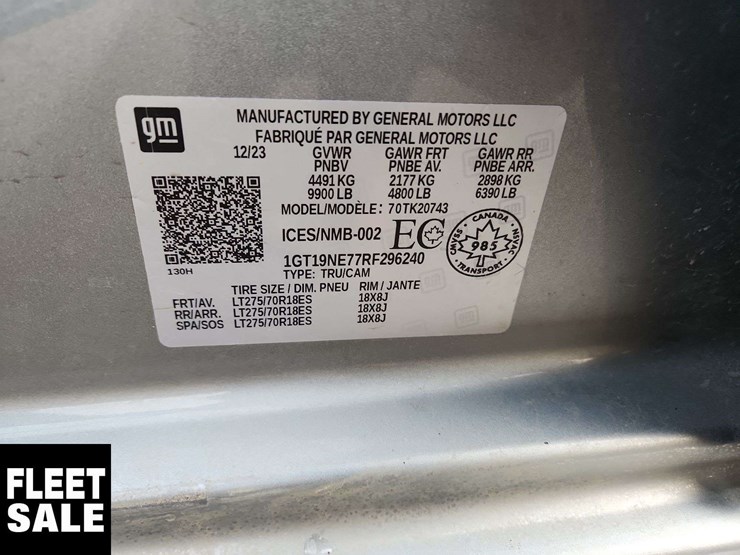 gm
MANUFACTURED BY GENERAL MOTORS LLC
FABRIQUÉ PAR GENERAL MOTORS LLC
12/23 GVWR GAWR FRT GAWR RR
PNBV PNBE AV. PNBE ARR.
4491 KG 2177 KG 2898 KG
9900 LB 4800 LB 6390 LB
MODEL/MODÈLE: 70TK20743
ICES/NMB-002 EC
CANADA
SVAC NVAC
985
TRANSPORT
1GT19NE77RF296240
TYPE: TRU/CAM
130H
TIRE SIZE / DIM. PNEU RIM / JANTE
FRT/AV. LT275/70R18ES 18X8J
RR/ARR. LT275/70R18ES 18X8J
SPA/SOS LT275/70R18ES 18X8J
FLEET
SALE